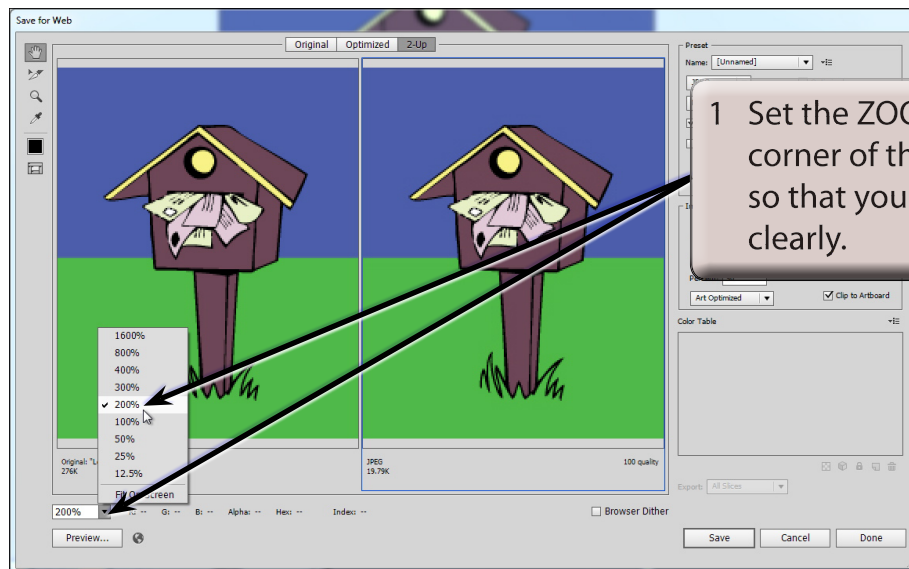 Save for Web
Original Optimized 2-Up
Preset
Name: [Unnamed]
1 Set the ZOO
corner of th
so that you
clearly.
Art Optimized
Clip to Artboard
Color Table
1600%
800%
400%
300%
200%
100%
50%
25%
12.5%
Original:
276K
JPEG
19.79K
100 quality
Export: All Slices
200%
G: -- B: -- Alpha: -- Hex: -- Index: --
Browser Dither
Preview...
Save Cancel Done